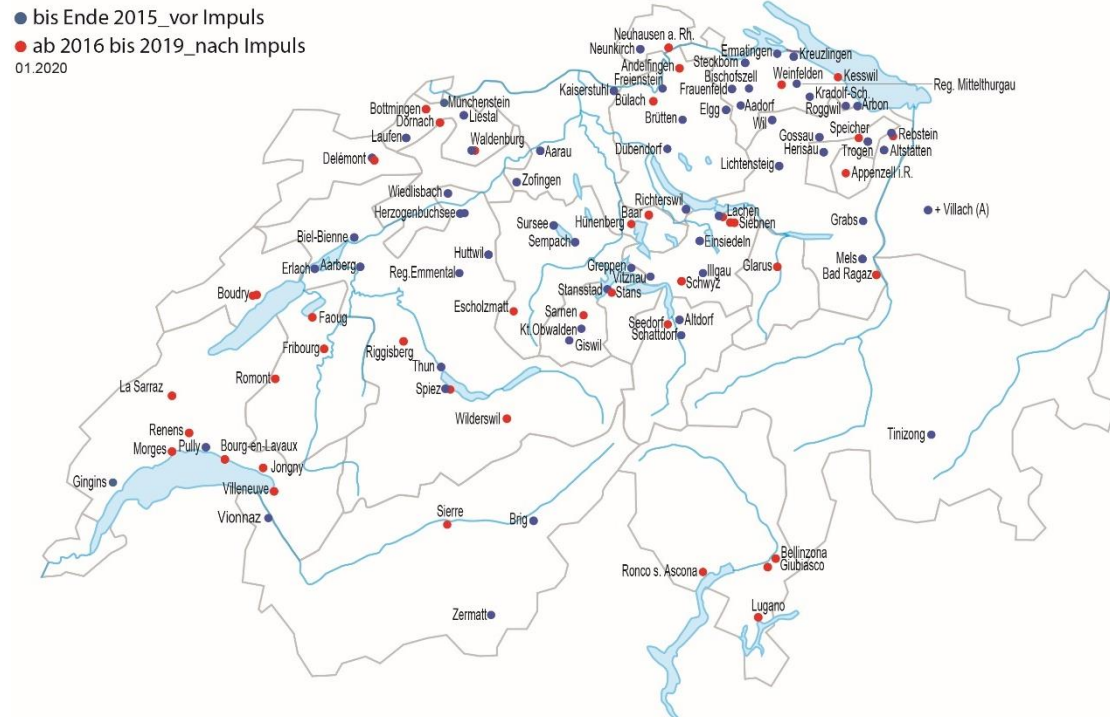 bis Ende 2015_vor Impuls
ab 2016 bis 2019_nach Impuls
01.2020
Neuhausen a. Rh.
Neunkirch
Ermatingen
Kreuzlingen
Andelfingen
Steckborn
Weinfelden
Kesswil
Reg. Mittelthurgau
Freienstein
Bischofszell
Kaiserstuhl
Frauenfeld
Kradolf-Sch.
Bülach
Roggwil
Arbon
Münchenstein
Bottmingen
Liestal
Dornach
Elgg
Aadorf
Brütten
Wil
Gossau
Speicher
Rebstein
Laufen
Waldenburg
Herisau
Trogen
Altstätten
Delémont
Aarau
Dübendorf
Lichtensteig
Appenzell i.R.
Zofingen
Wiedlisbach
Richterswil
Herzogenbuchsee
Baar
Lachen
+ Villach (A)
Sursee
Hünenberg
Siebnen
Grabs
Biel-Bienne
Sempach
Einsiedeln
Huttwil
Mels
Erlach
Aarberg
Reg.Emmental
Greppen
Vitznau
Illgau
Glarus
Bad Ragaz
Stansstad
Stans
Schwyz
Boudry
Escholzmatt
Sarnen
Faoug
Seedorf
Altdorf
Kt.Obwalden
Schattdorf
Giswil
Fribourg
Riggisberg
Thun
Romont
Spiez
La Sarraz
Wilderswil
Renens
Tinizong
Morges
Pully
Bourg-en-Lavaux
Jongny
Gingins
Villeneuve
Vionnaz
Sierre
Brig
Bellinzona
Giubiasco
Ronco s. Ascona
Lugano
Zermatt